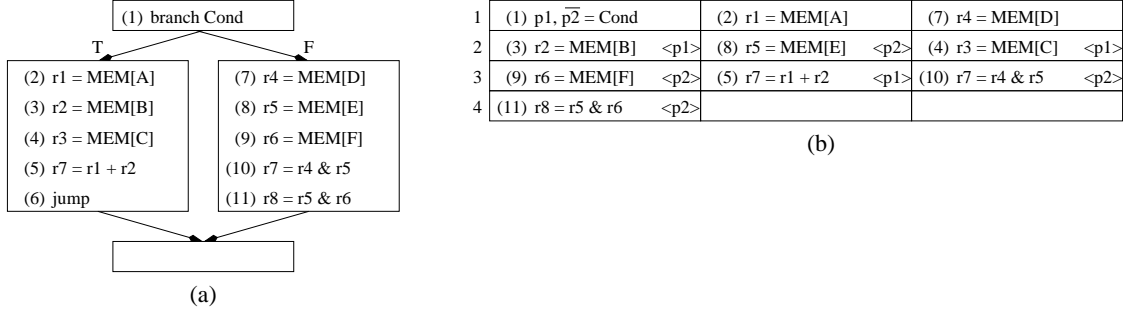 (1) branch Cond
T F
(2) r1 = MEM[A]
(3) r2 = MEM[B]
(4) r3 = MEM[C]
(5) r7 = r1 + r2
(6) jump
(7) r4 = MEM[D]
(8) r5 = MEM[E]
(9) r6 = MEM[F]
(10) r7 = r4 & r5
(11) r8 = r5 & r6
(a)
1 (1) p1, p̅2̅ = Cond (2) r1 = MEM[A] (7) r4 = MEM[D]
2 (3) r2 = MEM[B] <p1> (8) r5 = MEM[E] <p2> (4) r3 = MEM[C] <p1>
3 (9) r6 = MEM[F] <p2> (5) r7 = r1 + r2 <p1> (10) r7 = r4 & r5 <p2>
4 (11) r8 = r5 & r6 <p2>
(b)